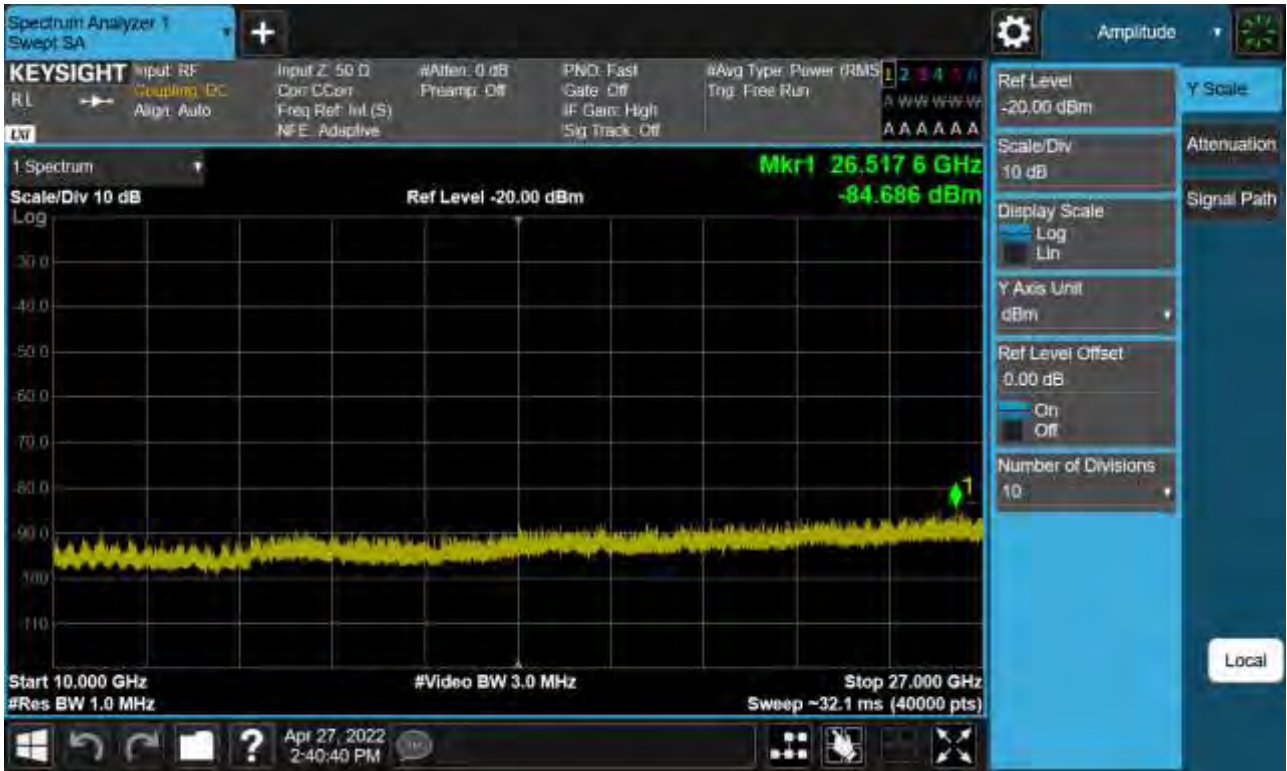 Spectrum Analyzer 1
Swept SA
+
Amplitude
KEYSIGHT
RL
Input: RF
Coupling: DC
Align: Auto
Input Z: 50 Ω
Corr CCorr
Freq Ref: Int (S)
NFE: Adaptive
#Atten: 0 dB
Preamp: Off
PNO: Fast
Gate: Off
IF Gain: High
Sig Track: Off
#Avg Type: Power (RMS
Trig: Free Run
1 2 3 4 5 6
A W W W W W
A A A A A A
1 Spectrum
Scale/Div 10 dB
Ref Level -20.00 dBm
Mkr1 26.517 6 GHz
-84.686 dBm
Log
-30.0
-40.0
-50.0
-60.0
-70.0
-80.0
-90.0
-100
-110
1
Start 10.000 GHz
#Res BW 1.0 MHz
#Video BW 3.0 MHz
Stop 27.000 GHz
Sweep ~32.1 ms (40000 pts)
Ref Level
-20.00 dBm
Scale/Div
10 dB
Display Scale
Log
Lin
Y Axis Unit
dBm
Ref Level Offset
0.00 dB
On
Off
Number of Divisions
10
Y Scale
Attenuation
Signal Path
Local
?
Apr 27, 2022
2:40:40 PM